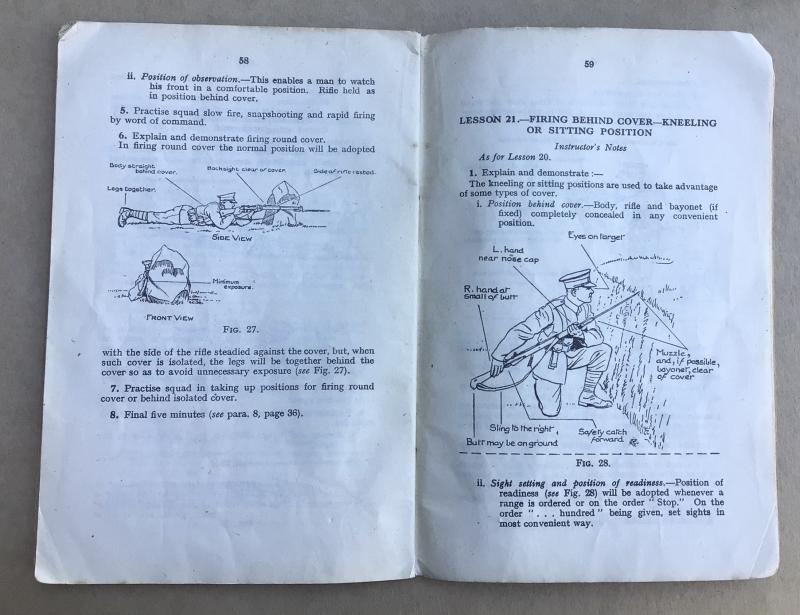 58
ii. Position of observation.—This enables a man to watch
his front in a comfortable position. Rifle held as
in position behind cover.
5. Practise squad slow fire, snapshooting and rapid firing
by word of command.
6. Explain and demonstrate firing round cover.
In firing round cover the normal position will be adopted
Body straight
behind cover.
Backsight clear of cover.
Side of rifle rested.
Legs together.
SIDE VIEW
Minimum
exposure.
FRONT VIEW
FIG. 27.
with the side of the rifle steadied against the cover, but, when
such cover is isolated, the legs will be together behind the
cover so as to avoid unnecessary exposure (see Fig. 27).
7. Practise squad in taking up positions for firing round
cover or behind isolated cover.
8. Final five minutes (see para. 8, page 36).
59
LESSON 21.—FIRING BEHIND COVER—KNEELING
OR SITTING POSITION
Instructor's Notes
As for Lesson 20.
1. Explain and demonstrate :—
The kneeling or sitting positions are used to take advantage
of some types of cover.
i. Position behind cover.—Body, rifle and bayonet (if
fixed) completely concealed in any convenient
position.
Eyes on target
L. hand
near nose cap
R. hand at
small of butt
Muzzle,
and, if possible,
bayonet, clear
of cover
Sling to the right,
Safety catch
forward.
Butt may be on ground
FIG. 28.
ii. Sight setting and position of readiness.—Position of
readiness (see Fig. 28) will be adopted whenever a
range is ordered or on the order " Stop." On the
order " . . . hundred " being given, set sights in
most convenient way.